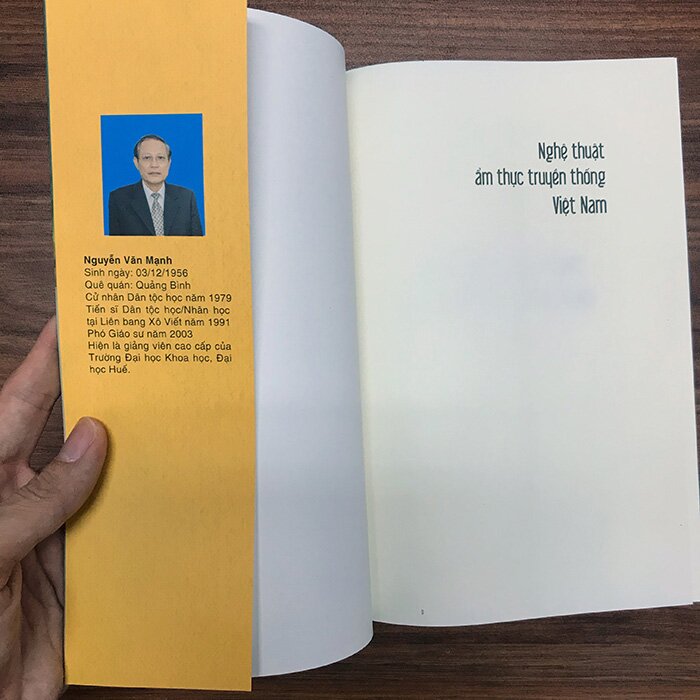 Nguyễn Văn Mạnh
Sinh ngày: 03/12/1956
Quê quán: Quảng Bình
Cử nhân Dân tộc học năm 1979
Tiến sĩ Dân tộc học/Nhân học
tại Liên bang Xô Viết năm 1991
Phó Giáo sư năm 2003
Hiện là giảng viên cao cấp của
Trường Đại học Khoa học, Đại
học Huế.
Nghệ thuật
ẩm thực truyền thống
Việt Nam